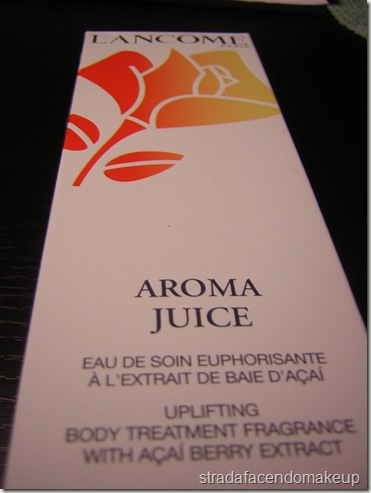 LANCÔME
PARIS
AROMA
JUICE
EAU DE SOIN EUPHORISANTE
À L'EXTRAIT DE BAIE D'AÇAÍ
UPLIFTING
BODY TREATMENT FRAGRANCE
WITH AÇAÍ BERRY EXTRACT
stradafacendomakeup